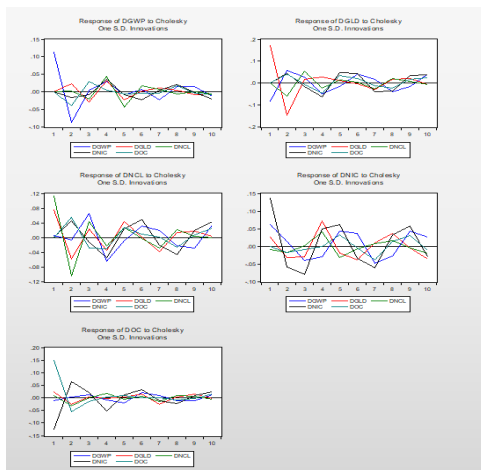 Response of DGWP to Cholesky
One S.D. Innovations
.15
.10
.05
.00
-.05
-.10
1 2 3 4 5 6 7 8 9 10
DGWP DGLD DNCL
DNIC DOC
Response of DGLD to Cholesky
One S.D. Innovations
.2
.1
.0
-.1
-.2
1 2 3 4 5 6 7 8 9 10
DGWP DGLD DNCL
DNIC DOC
Response of DNCL to Cholesky
One S.D. Innovations
.12
.08
.04
.00
-.04
-.08
-.12
1 2 3 4 5 6 7 8 9 10
DGWP DGLD DNCL
DNIC DOC
Response of DNIC to Cholesky
One S.D. Innovations
.15
.10
.05
.00
-.05
-.10
1 2 3 4 5 6 7 8 9 10
DGWP DGLD DNCL
DNIC DOC
Response of DOC to Cholesky
One S.D. Innovations
.20
.15
.10
.05
.00
-.05
-.10
-.15
1 2 3 4 5 6 7 8 9 10
DGWP DGLD DNCL
DNIC DOC